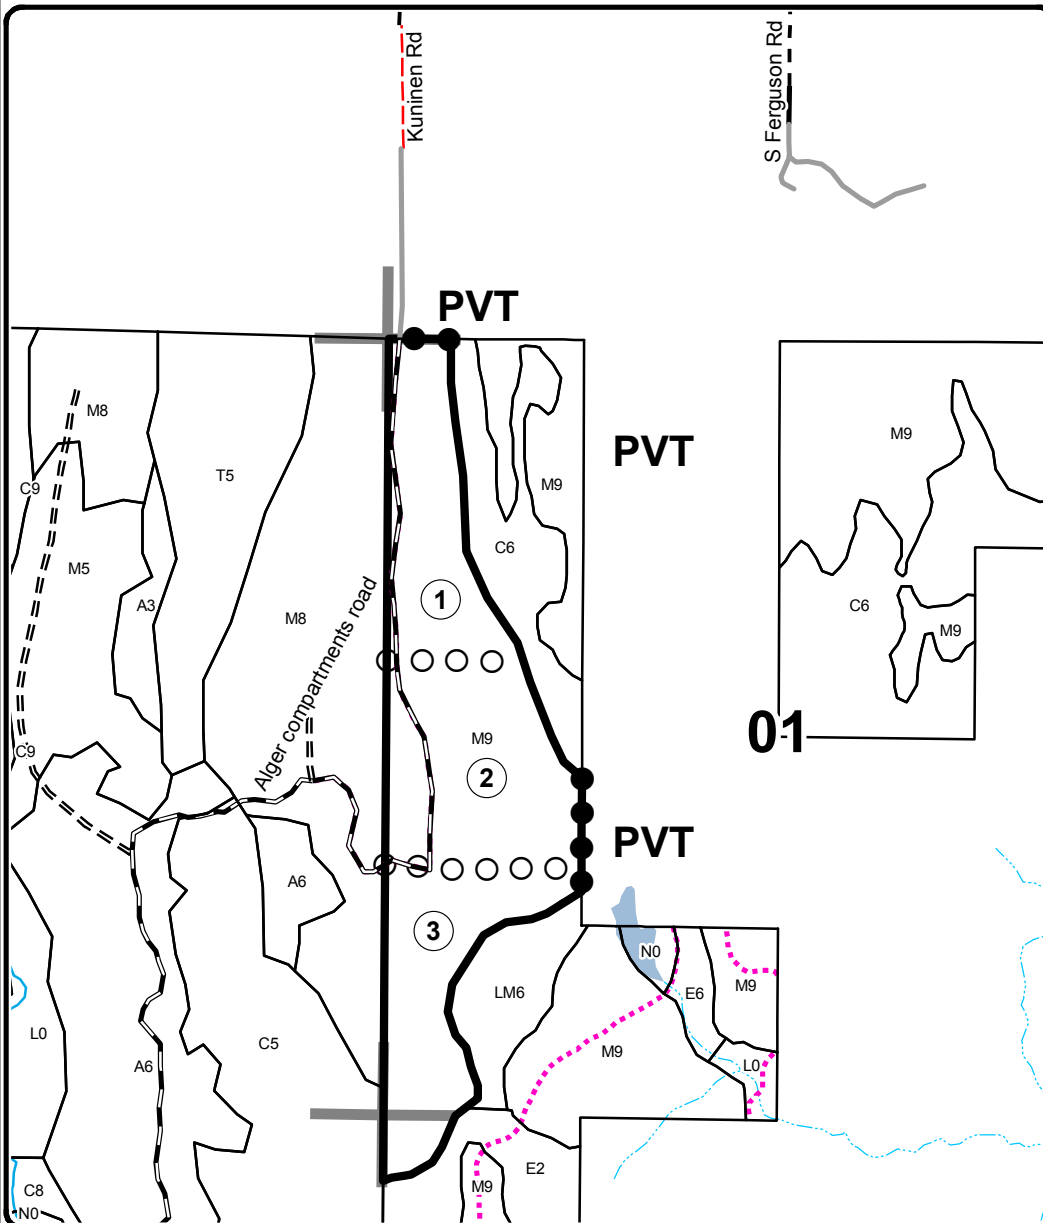 Kuninen Rd
S Ferguson Rd
PVT
M8
M9
T5
PVT
C9
M9
C6
M5
A3
1
C6
M8
M9
Alger compartments road
01
M9
C9
2
PVT
A6
3
N0
LM6
E6
M9
L0
C5
M9
A6
L0
E2
C8
M9
N0